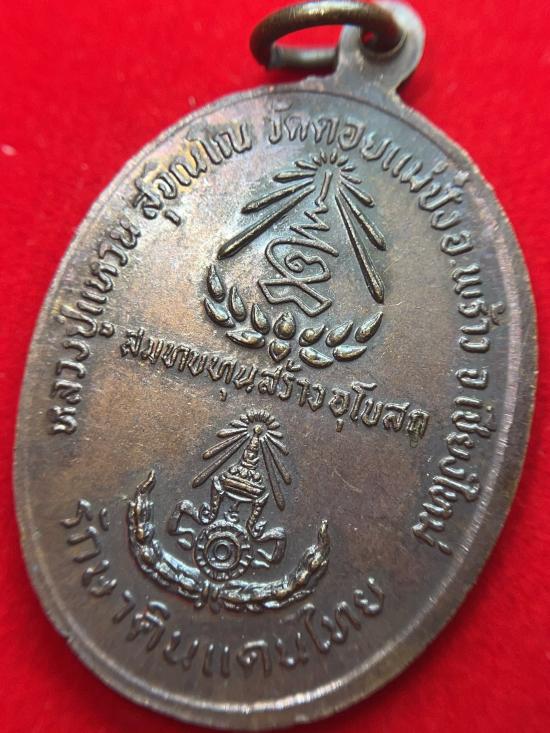 หลวงปู่แหวน สุจุณโณ วัดดอยแม่ปั๋ง อ.พร้าว จ.เชียงใหม่
สมทบทุนสร้างอุโบสถ
รักษาดินแดนไทย